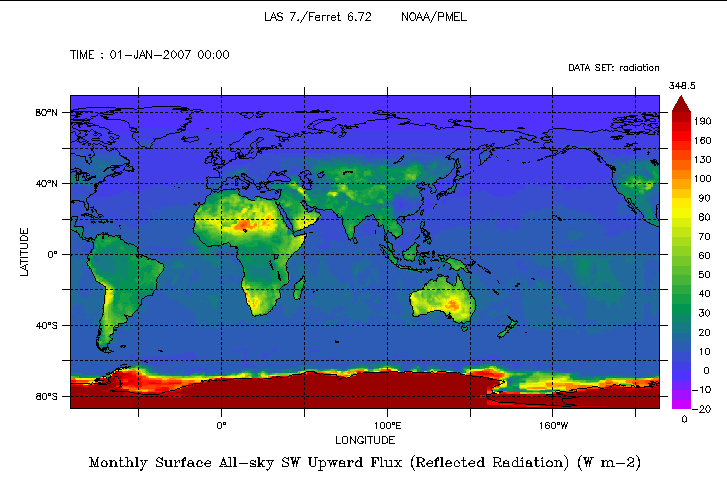 LAS 7./Ferret 6.72 NOAA/PMEL
TIME : 01-JAN-2007 00:00
DATA SET: radiation
348.5
80°N
40°N
0°
40°S
80°S
LATITUDE
190
160
130
100
90
80
70
60
50
40
30
20
10
0
-10
-20
0
0° 100°E 160°W
LONGITUDE
Monthly Surface All-sky SW Upward Flux (Reflected Radiation) (W m-2)